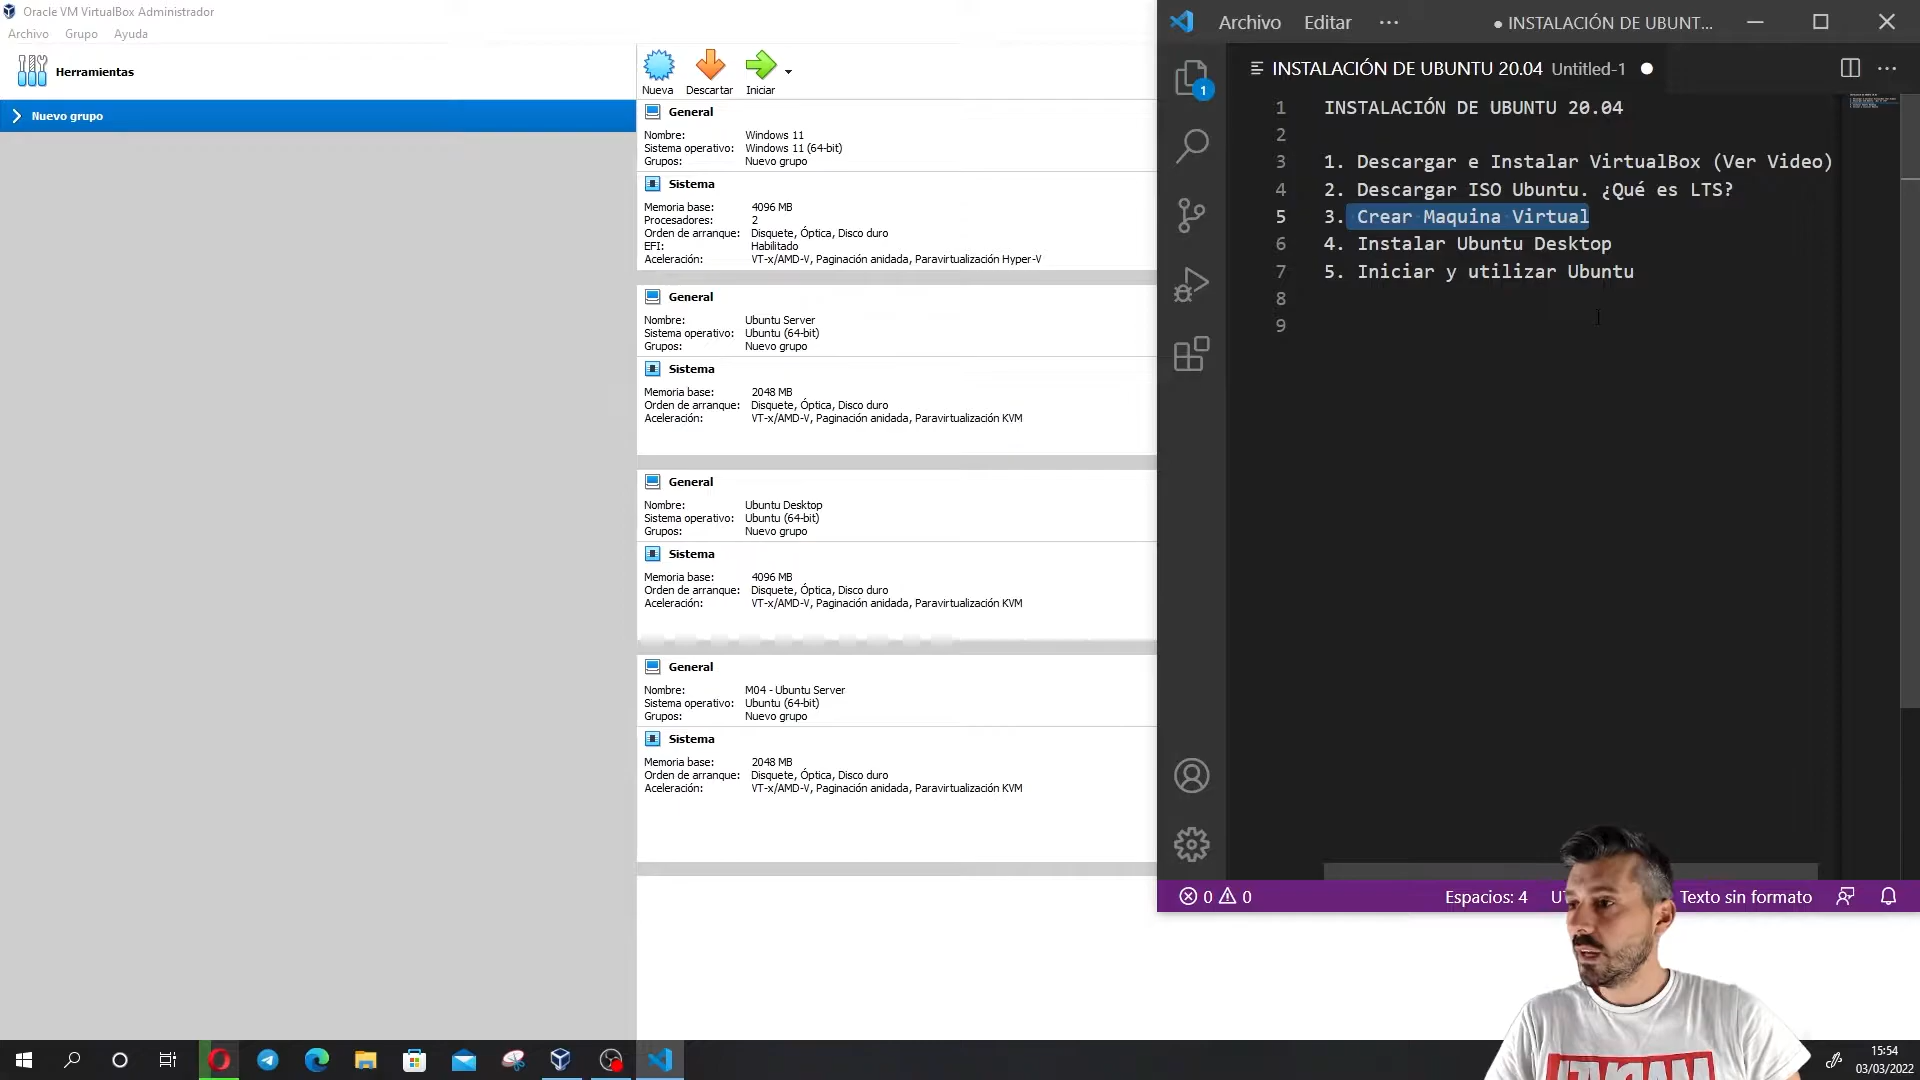 Oracle VM VirtualBox Administrador
Archivo Grupo Ayuda
Herramientas
Nuevo grupo
Nueva Descartar Iniciar
General
Nombre: Windows 11
Sistema operativo: Windows 11 (64-bit)
Grupos: Nuevo grupo
Sistema
Memoria base: 4096 MB
Procesadores: 2
Orden de arranque: Disquete, Óptica, Disco duro
EFI: Habilitado
Aceleración: VT-x/AMD-V, Paginación anidada, Paravirtualización Hyper-V
General
Nombre: Ubuntu Server
Sistema operativo: Ubuntu (64-bit)
Grupos: Nuevo grupo
Sistema
Memoria base: 2048 MB
Orden de arranque: Disquete, Óptica, Disco duro
Aceleración: VT-x/AMD-V, Paginación anidada, Paravirtualización KVM
General
Nombre: Ubuntu Desktop
Sistema operativo: Ubuntu (64-bit)
Grupos: Nuevo grupo
Sistema
Memoria base: 4096 MB
Orden de arranque: Disquete, Óptica, Disco duro
Aceleración: VT-x/AMD-V, Paginación anidada, Paravirtualización KVM
General
Nombre: M04 - Ubuntu Server
Sistema operativo: Ubuntu (64-bit)
Grupos: Nuevo grupo
Sistema
Memoria base: 2048 MB
Orden de arranque: Disquete, Óptica, Disco duro
Aceleración: VT-x/AMD-V, Paginación anidada, Paravirtualización KVM
Archivo Editar ··· ● INSTALACIÓN DE UBUNT...
INSTALACIÓN DE UBUNTU 20.04 Untitled-1 ●
1
1 INSTALACIÓN DE UBUNTU 20.04
2
3 1. Descargar e Instalar VirtualBox (Ver Video)
4 2. Descargar ISO Ubuntu. ¿Qué es LTS?
5 3. Crear Maquina Virtual
6 4. Instalar Ubuntu Desktop
7 5. Iniciar y utilizar Ubuntu
8
9
0 0 Espacios: 4 Texto sin formato
15:54
03/03/2022